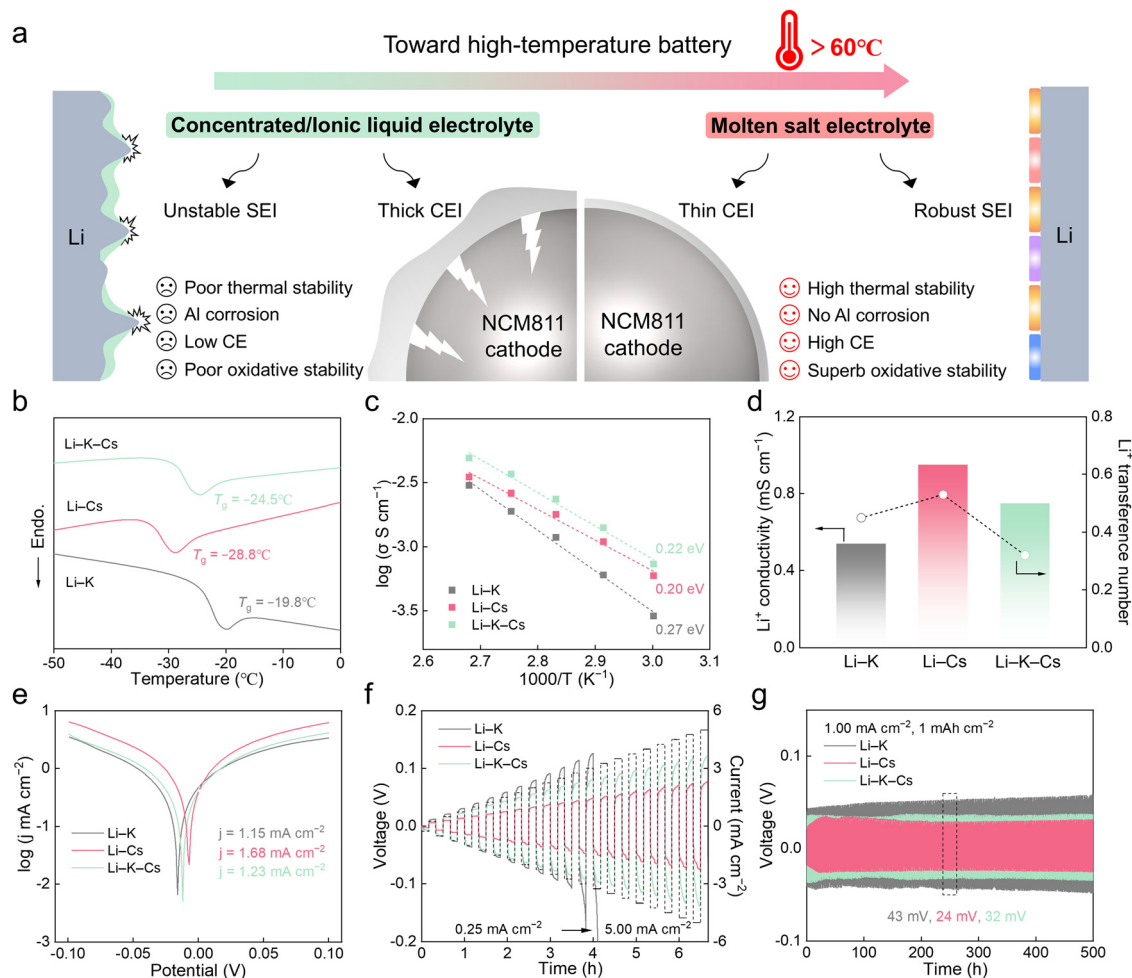 a
Toward high-temperature battery
> 60℃
Concentrated/Ionic liquid electrolyte
Molten salt electrolyte
Unstable SEI
Thick CEI
Thin CEI
Robust SEI
Li
Li
Poor thermal stability
Al corrosion
Low CE
Poor oxidative stability
NCM811
cathode
NCM811
cathode
High thermal stability
No Al corrosion
High CE
Superb oxidative stability
b
Endo.
Li–K–Cs
Tg = −24.5℃
Li–Cs
Tg = −28.8℃
Li–K
Tg = −19.8℃
-50 -40 -30 -20 -10 0
Temperature (℃)
c
log (σ S cm⁻¹)
-2.0
-2.5
-3.0
-3.5
0.22 eV
0.20 eV
0.27 eV
Li–K
Li–Cs
Li–K–Cs
2.6 2.7 2.8 2.9 3.0 3.1
1000/T (K⁻¹)
d
Li⁺ conductivity (mS cm⁻¹)
1.2
0.8
0.4
0.0
Li⁺ transference number
0.8
0.6
0.4
0.2
0.0
Li–K Li–Cs Li–K–Cs
e
log (j mA cm⁻²)
1
0
-1
-2
-3
Li–K
Li–Cs
Li–K–Cs
j = 1.15 mA cm⁻²
j = 1.68 mA cm⁻²
j = 1.23 mA cm⁻²
-0.10 -0.05 0.00 0.05 0.10
Potential (V)
f
Voltage (V)
0.2
0.1
0.0
-0.1
-0.2
Li–K
Li–Cs
Li–K–Cs
0.25 mA cm⁻² 5.00 mA cm⁻²
Current (mA cm⁻²)
6
3
0
-3
-6
0 1 2 3 4 5 6
Time (h)
g
Voltage (V)
0.1
0.0
-0.1
1.00 mA cm⁻², 1 mAh cm⁻²
Li–K
Li–Cs
Li–K–Cs
43 mV, 24 mV, 32 mV
0 100 200 300 400 500
Time (h)